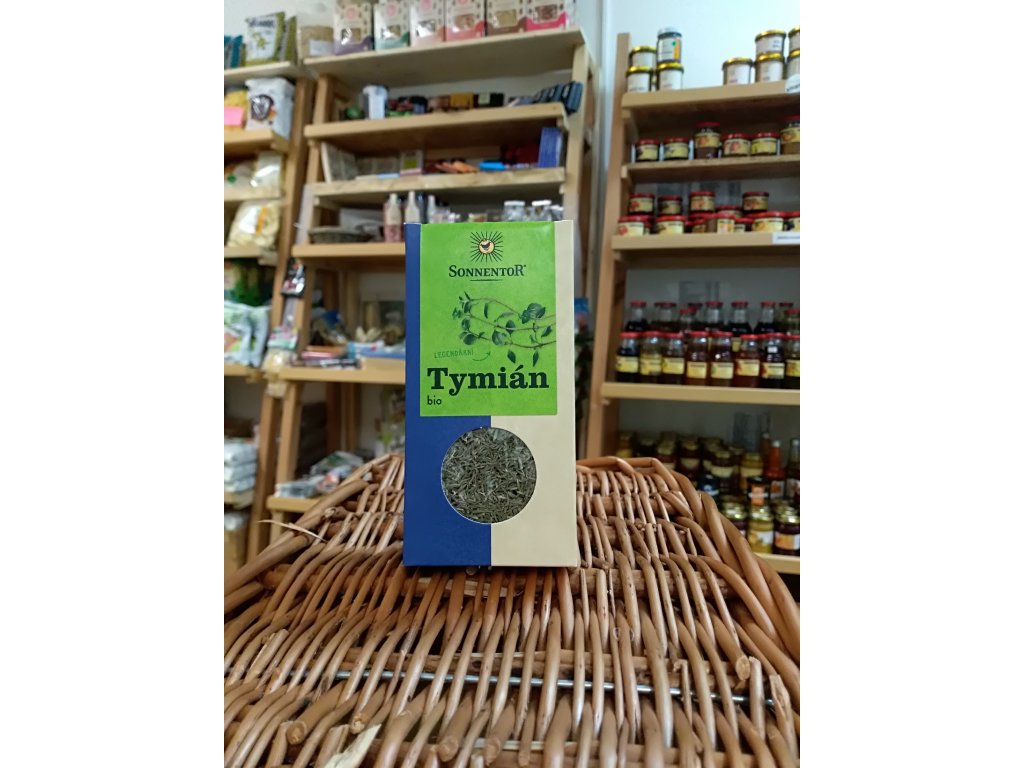 SONNENTOR
LEGENDÁRNÍ
Tymián
bio